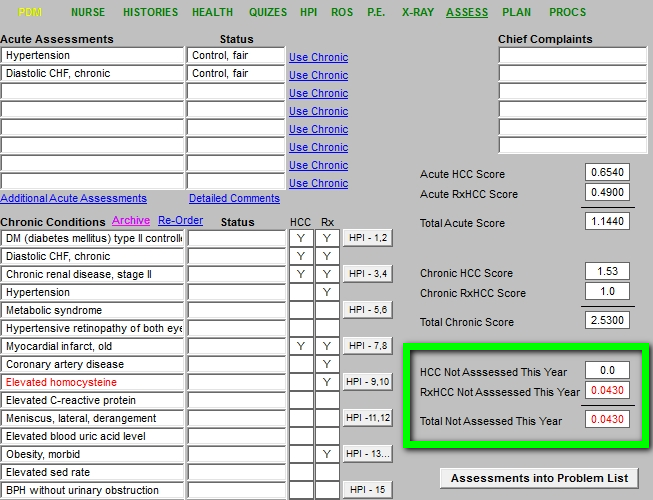 PDM NURSE HISTORIES HEALTH QUIZES HPI ROS P.E. X-RAY ASSESS PLAN PROCS
Acute Assessments Status Chief Complaints
Hypertension Control, fair Use Chronic
Diastolic CHF, chronic Control, fair Use Chronic
Use Chronic
Use Chronic
Use Chronic
Use Chronic
Use Chronic
Use Chronic
Additional Acute Assessments Detailed Comments
Acute HCC Score 0.6540
Acute RxHCC Score 0.4900
Total Acute Score 1.1440
Chronic Conditions Archive Re-Order Status HCC Rx
DM (diabetes mellitus) type II controlle Y Y HPI - 1,2
Diastolic CHF, chronic Y Y
Chronic renal disease, stage II Y Y HPI - 3,4
Hypertension Y
Metabolic syndrome HPI - 5,6
Hypertensive retinopathy of both eye
Myocardial infarct, old Y Y HPI - 7,8
Coronary artery disease Y
Elevated homocysteine Y HPI - 9,10
Elevated C-reactive protein
Meniscus, lateral, derangement HPI -11,12
Elevated blood uric acid level
Obesity, morbid Y HPI - 13...
Elevated sed rate
BPH without urinary obstruction HPI - 15
Chronic HCC Score 1.53
Chronic RxHCC Score 1.0
Total Chronic Score 2.5300
HCC Not Asssessed This Year 0.0
RxHCC Not Asssessed This Year 0.0430
Total Not Assessed This Year 0.0430
Assessments into Problem List